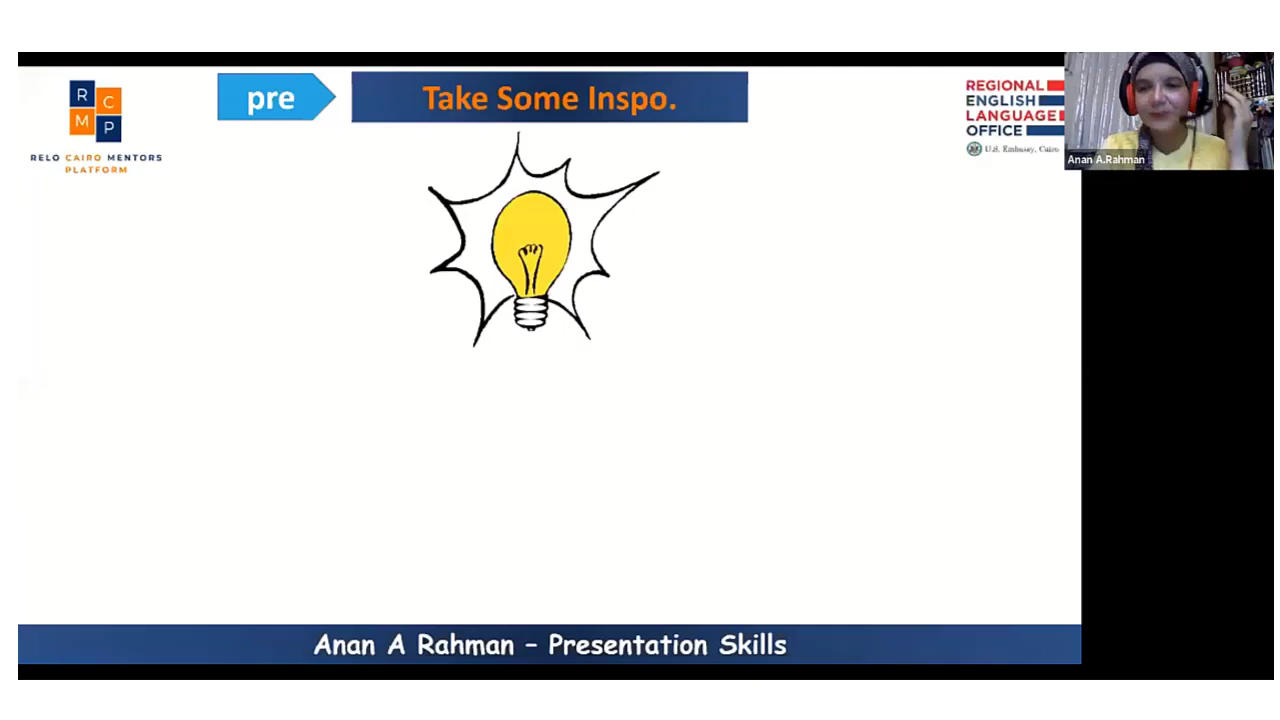 R
C
M
P
RELO CAIRO MENTORS
PLATFORM
pre
Take Some Inspo.
REGIONAL
ENGLISH
LANGUAGE
OFFICE
U.S. Embassy, Cairo
Anan A.Rahman
Anan A Rahman – Presentation Skills